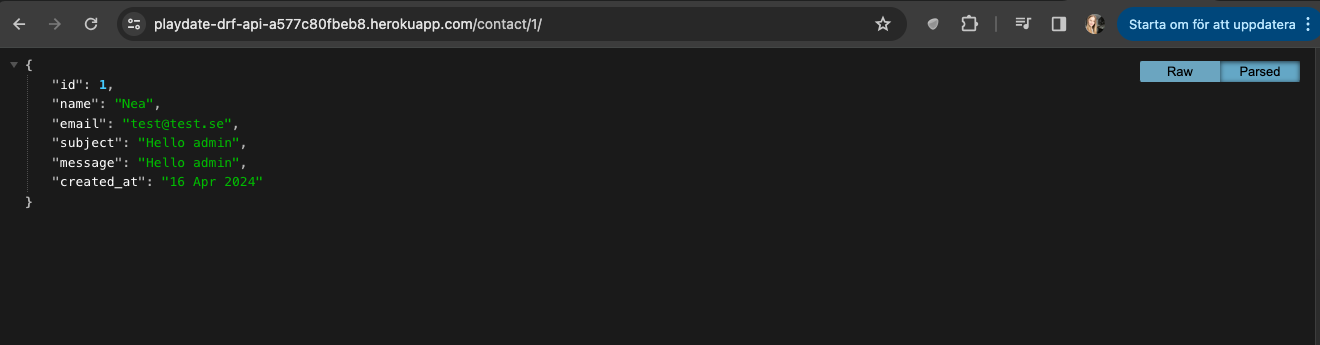 playdate-drf-api-a577c80fbeb8.herokuapp.com/contact/1/
Starta om för att uppdatera
Raw
Parsed
{
"id": 1,
"name": "Nea",
"email": "test@test.se",
"subject": "Hello admin",
"message": "Hello admin",
"created_at": "16 Apr 2024"
}